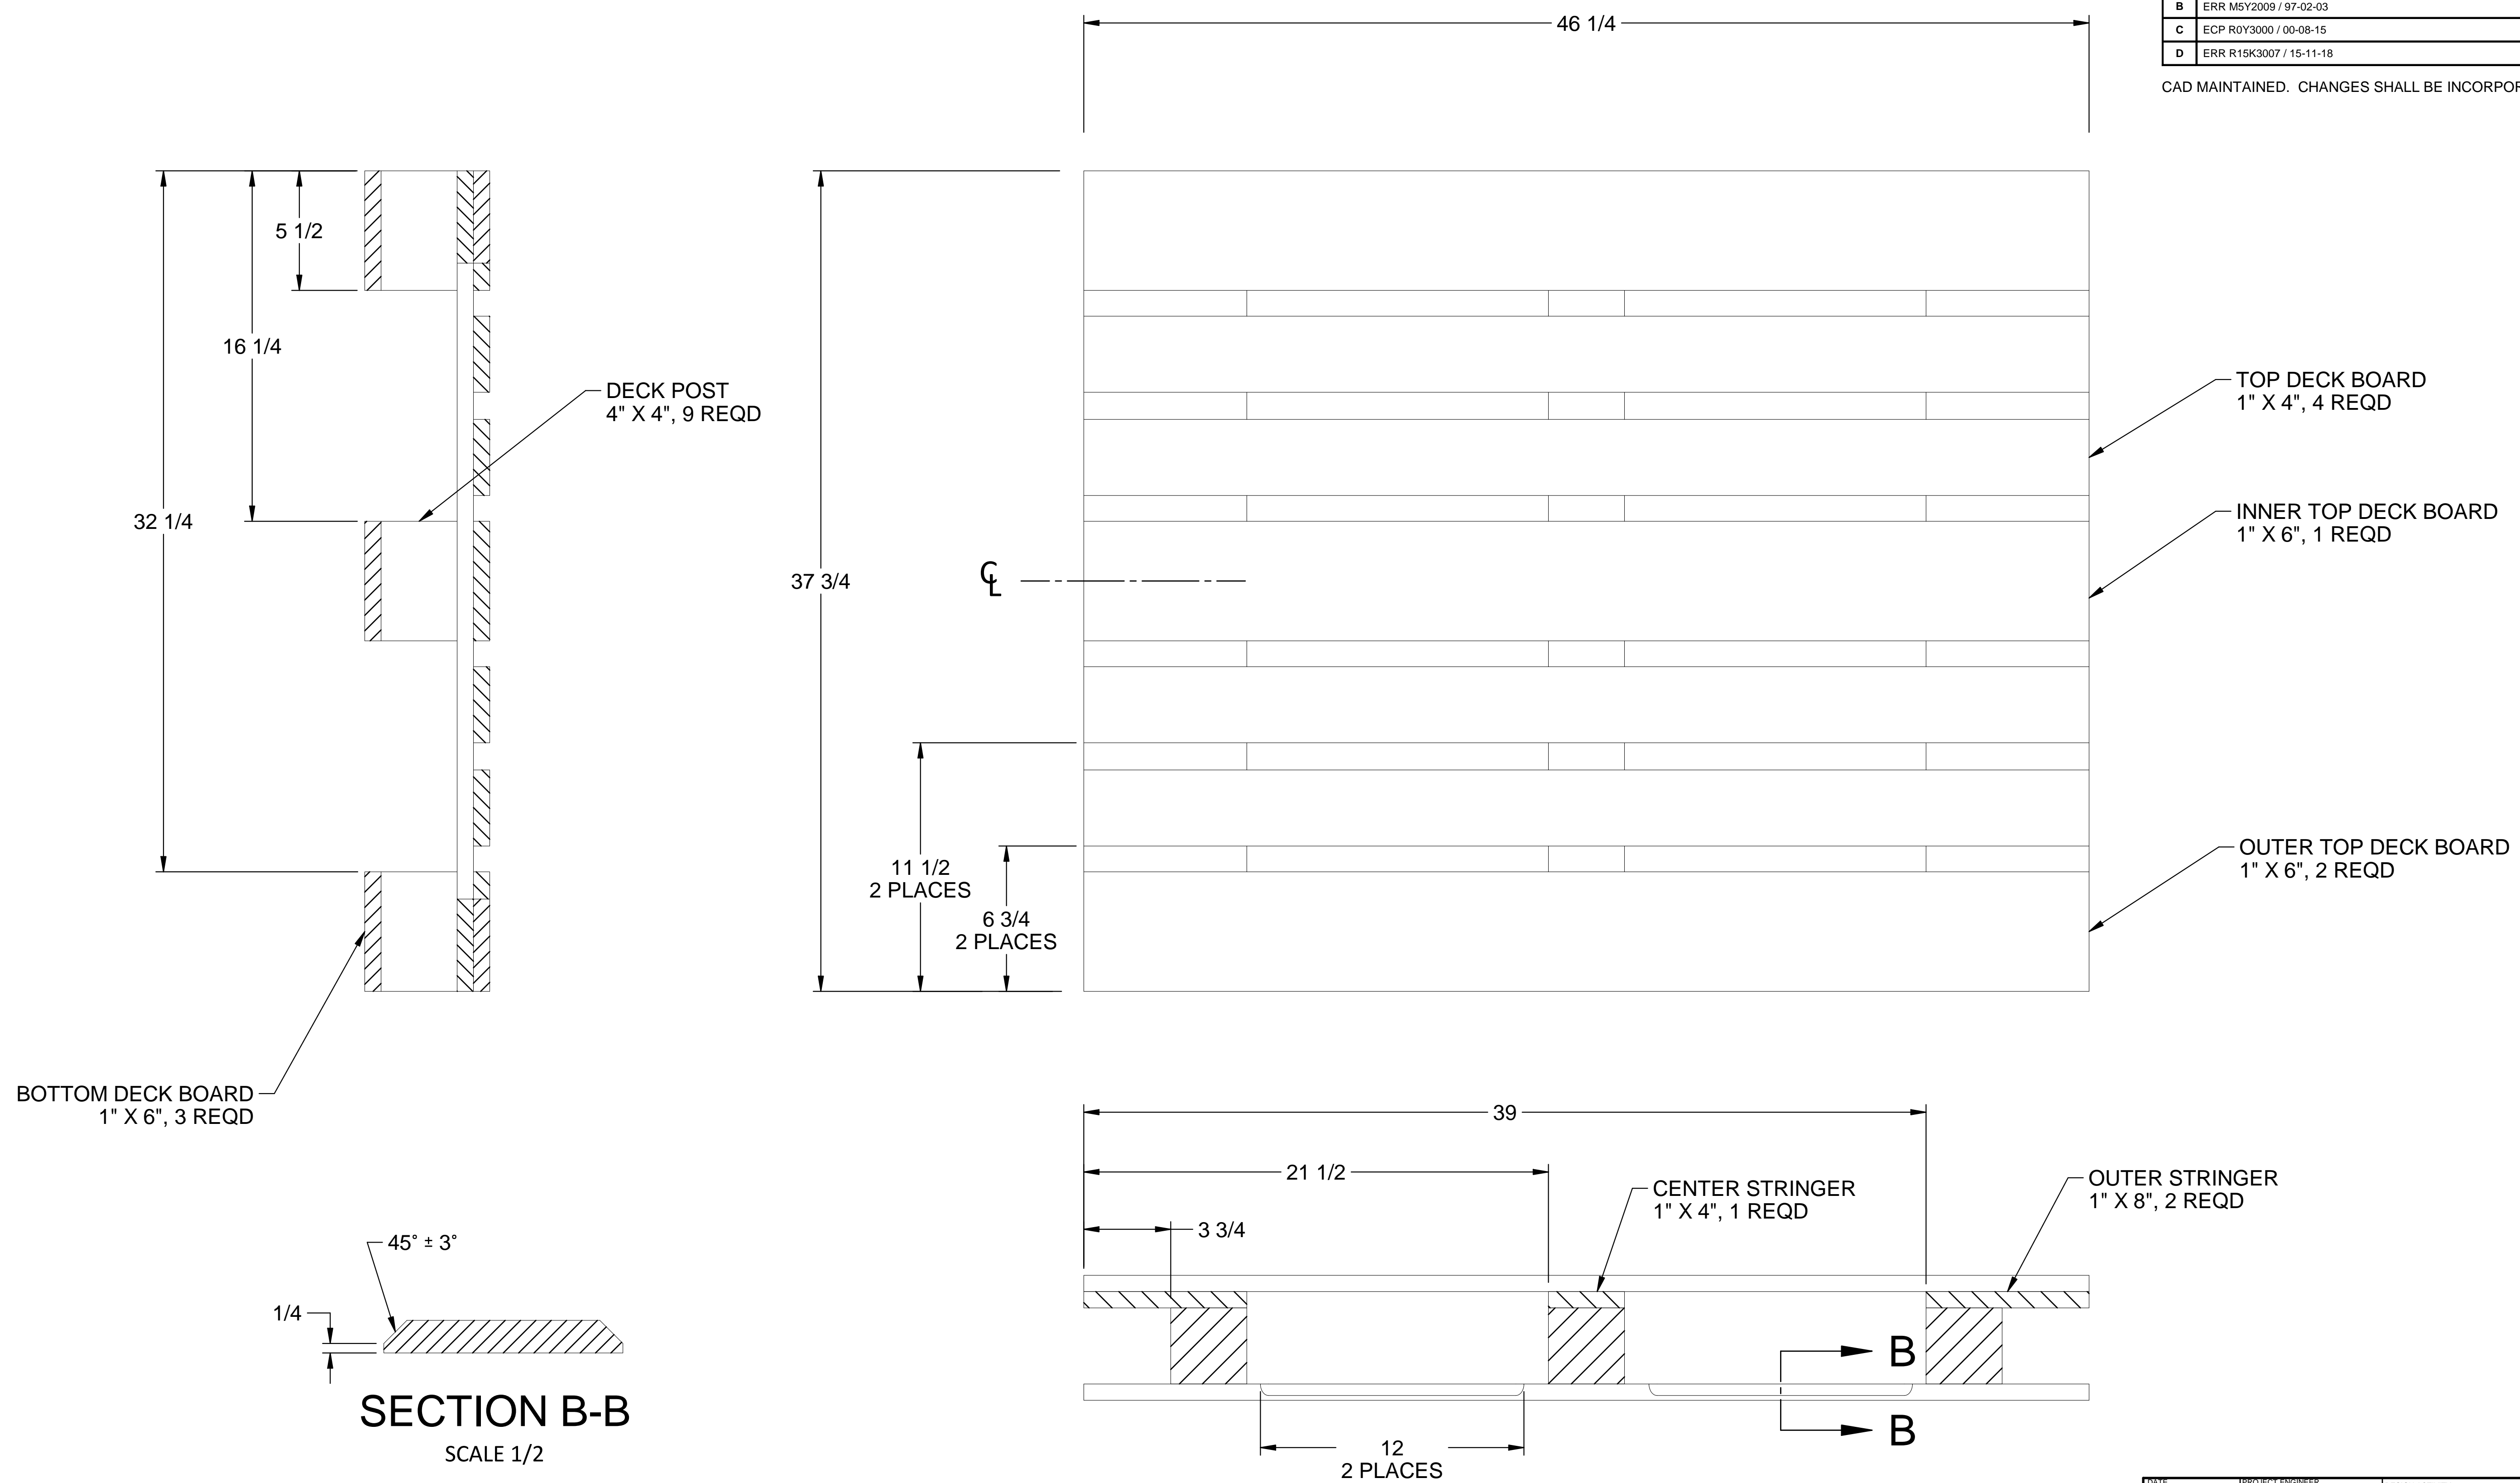 46 1/4
B ERR M5Y2009 / 97-02-03
C ECP R0Y3000 / 00-08-15
D ERR R15K3007 / 15-11-18
CAD MAINTAINED. CHANGES SHALL BE INCORPOR
5 1/2
16 1/4
32 1/4
DECK POST
4" X 4", 9 REQD
37 3/4
CL
TOP DECK BOARD
1" X 4", 4 REQD
INNER TOP DECK BOARD
1" X 6", 1 REQD
OUTER TOP DECK BOARD
1" X 6", 2 REQD
11 1/2
2 PLACES
6 3/4
2 PLACES
BOTTOM DECK BOARD
1" X 6", 3 REQD
39
21 1/2
3 3/4
CENTER STRINGER
1" X 4", 1 REQD
OUTER STRINGER
1" X 8", 2 REQD
45° ± 3°
1/4
SECTION B-B
SCALE 1/2
B
B
12
2 PLACES
DATE PROJECT ENGINEER